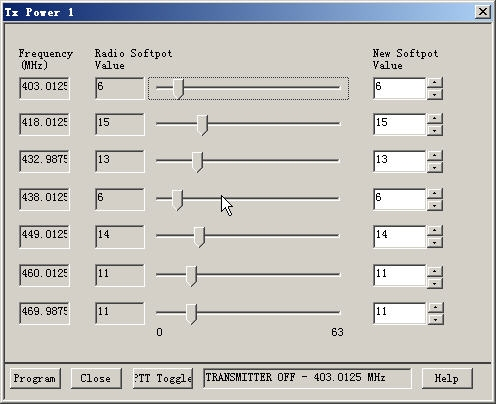 Tx Power 1
Frequency (MHz)
Radio Softpot Value
New Softpot Value
403.0125 6 6
418.0125 15 15
432.9875 13 13
438.0125 6 6
449.0125 14 14
460.0125 11 11
469.9875 11 11
0 63
Program Close PTT Toggle TRANSMITTER OFF - 403.0125 MHz Help